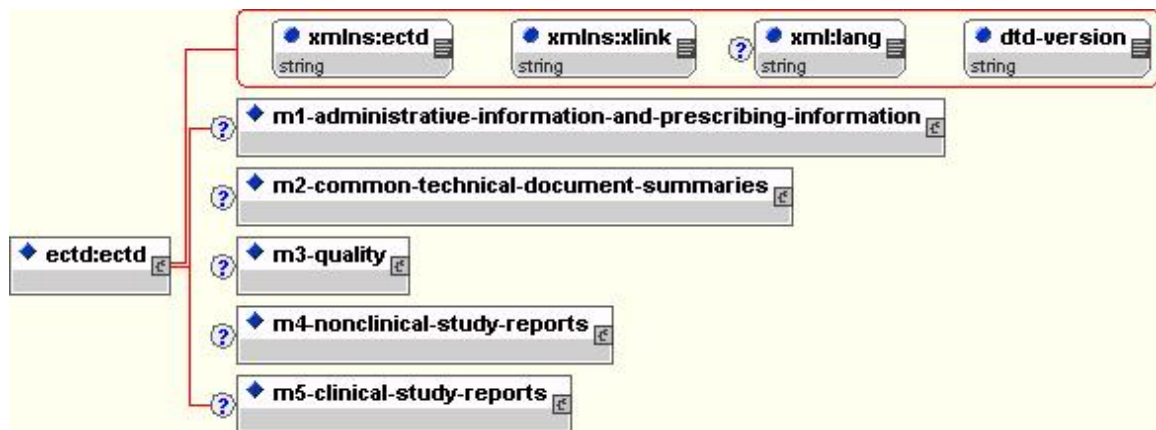 xmlns:ectd xmlns:xlink ? xml:lang dtd-version
string string string string
? m1-administrative-information-and-prescribing-information
? m2-common-technical-document-summaries
ectd:ectd ? m3-quality
? m4-nonclinical-study-reports
? m5-clinical-study-reports